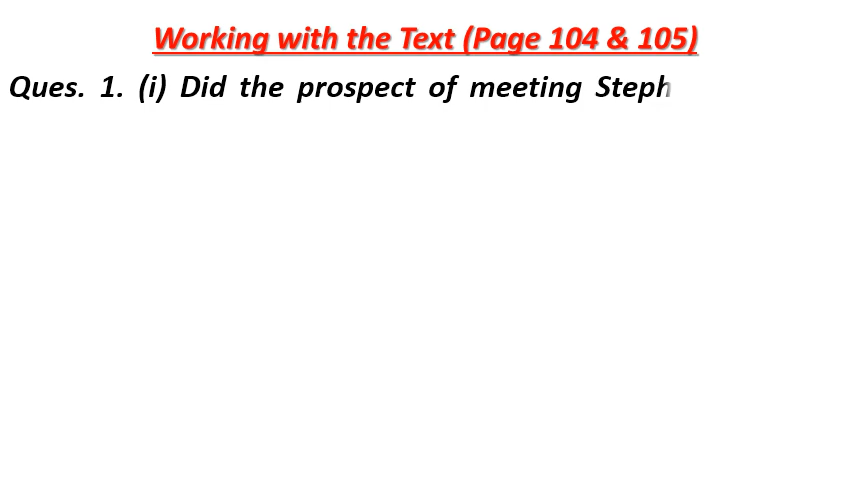 Working with the Text (Page 104 & 105)
Ques. 1. (i) Did the prospect of meeting Steph